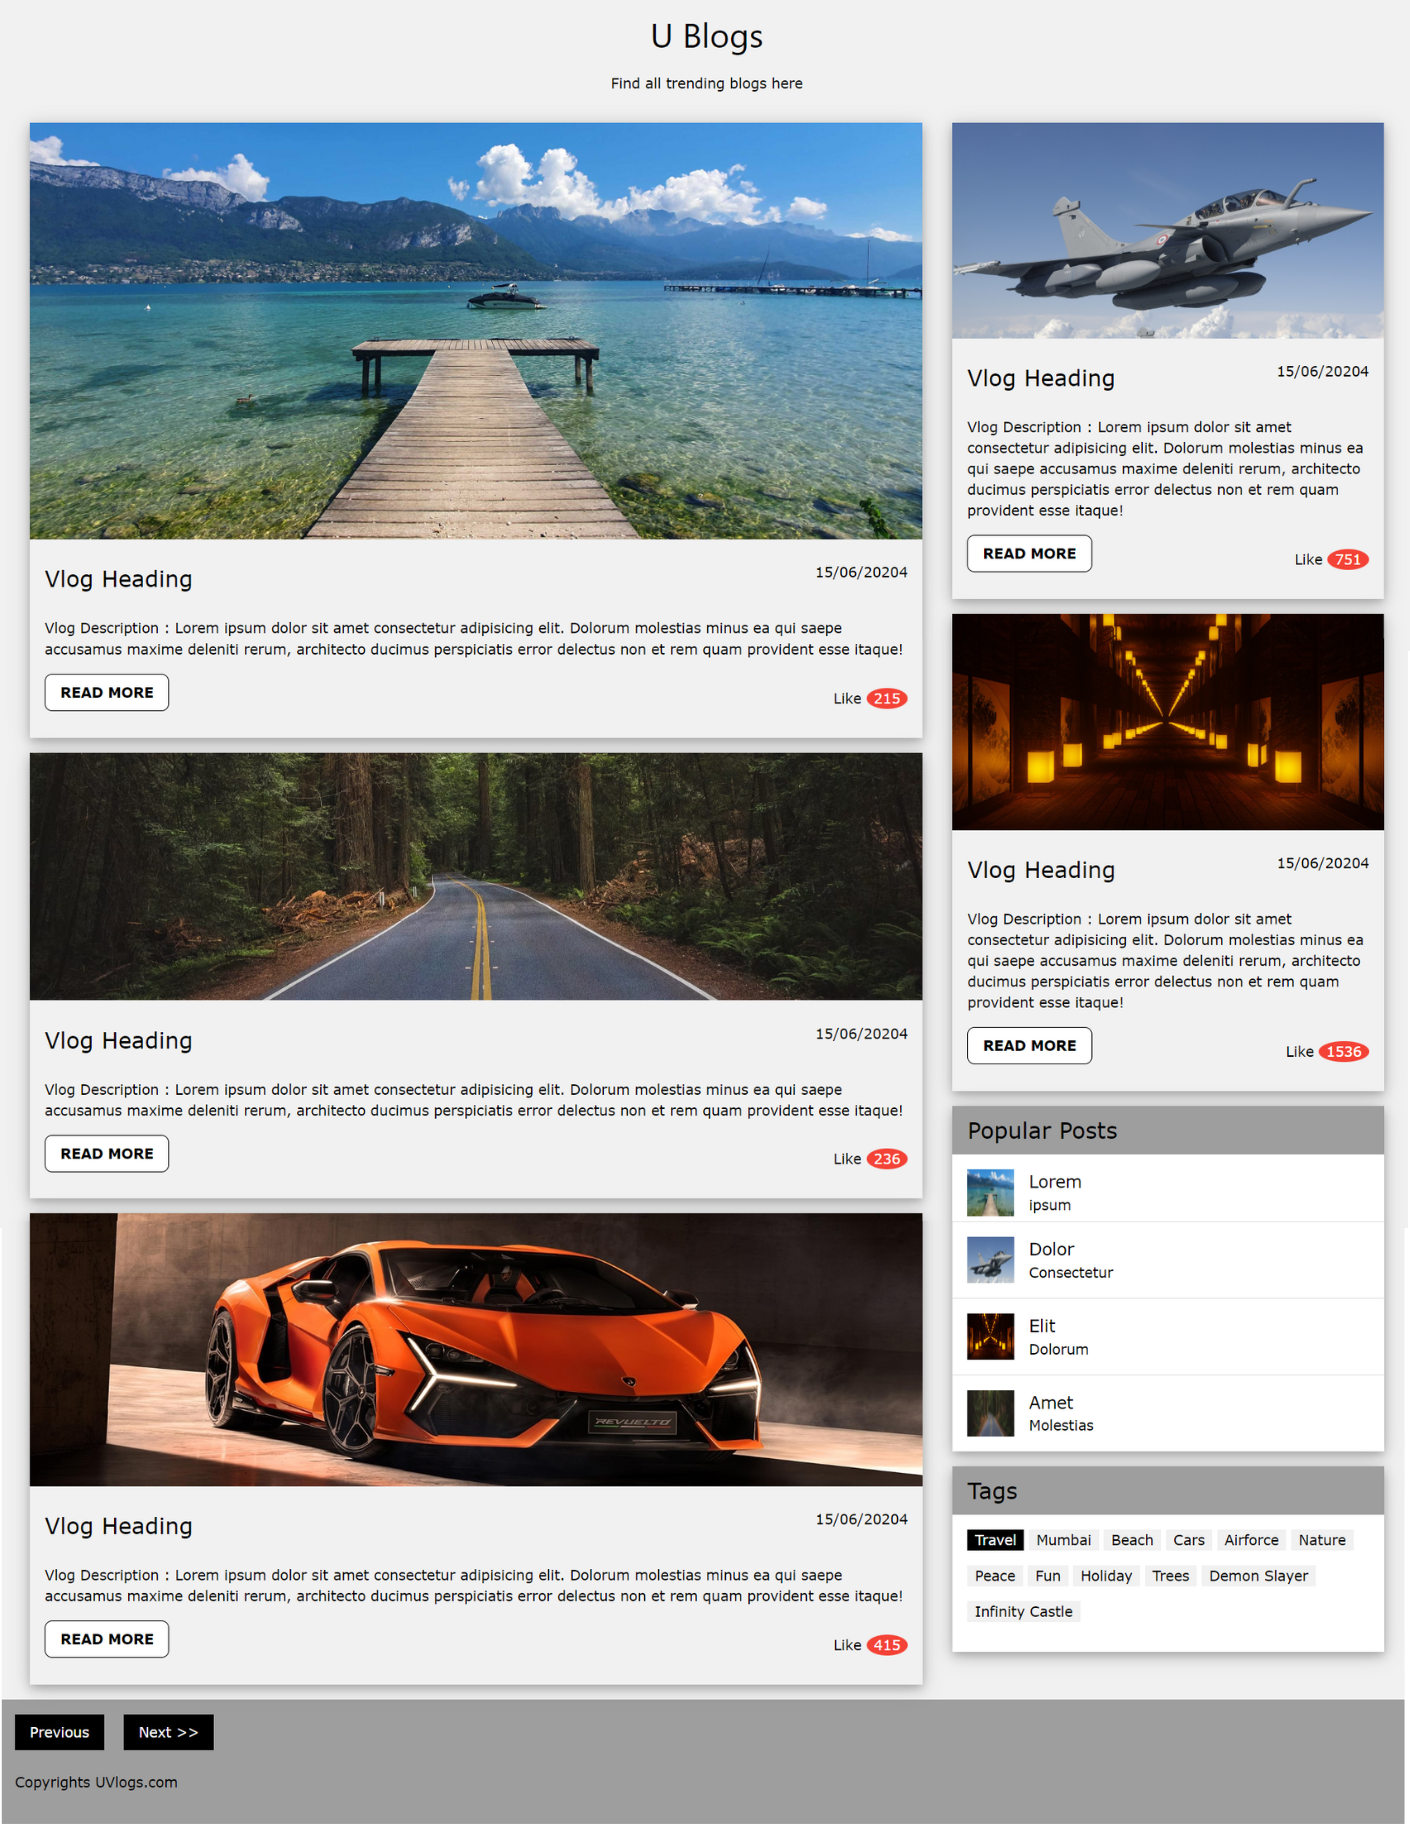 U Blogs
Find all trending blogs here
Vlog Heading
15/06/20204
Vlog Description : Lorem ipsum dolor sit amet consectetur adipisicing elit. Dolorum molestias minus ea qui saepe
accusamus maxime deleniti rerum, architecto ducimus perspiciatis error delectus non et rem quam provident esse itaque!
READ MORE
Like 215
Vlog Heading
15/06/20204
Vlog Description : Lorem ipsum dolor sit amet consectetur adipisicing elit. Dolorum molestias minus ea qui saepe
accusamus maxime deleniti rerum, architecto ducimus perspiciatis error delectus non et rem quam provident esse itaque!
READ MORE
Like 236
REVUELTO
Vlog Heading
15/06/20204
Vlog Description : Lorem ipsum dolor sit amet consectetur adipisicing elit. Dolorum molestias minus ea qui saepe
accusamus maxime deleniti rerum, architecto ducimus perspiciatis error delectus non et rem quam provident esse itaque!
READ MORE
Like 415
Vlog Heading
15/06/20204
Vlog Description : Lorem ipsum dolor sit amet
consectetur adipisicing elit. Dolorum molestias minus ea
qui saepe accusamus maxime deleniti rerum, architecto
ducimus perspiciatis error delectus non et rem quam
provident esse itaque!
READ MORE
Like 751
Vlog Heading
15/06/20204
Vlog Description : Lorem ipsum dolor sit amet
consectetur adipisicing elit. Dolorum molestias minus ea
qui saepe accusamus maxime deleniti rerum, architecto
ducimus perspiciatis error delectus non et rem quam
provident esse itaque!
READ MORE
Like 1536
Popular Posts
Lorem
ipsum
Dolor
Consectetur
Elit
Dolorum
Amet
Molestias
Tags
Travel Mumbai Beach Cars Airforce Nature
Peace Fun Holiday Trees Demon Slayer
Infinity Castle
Previous Next >>
Copyrights UVlogs.com